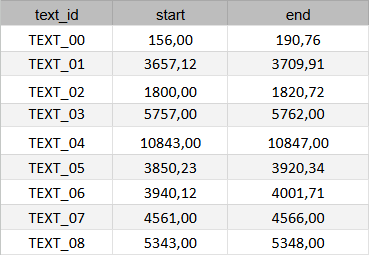 text_id start end
TEXT_00 156,00 190,76
TEXT_01 3657,12 3709,91
TEXT_02 1800,00 1820,72
TEXT_03 5757,00 5762,00
TEXT_04 10843,00 10847,00
TEXT_05 3850,23 3920,34
TEXT_06 3940,12 4001,71
TEXT_07 4561,00 4566,00
TEXT_08 5343,00 5348,00